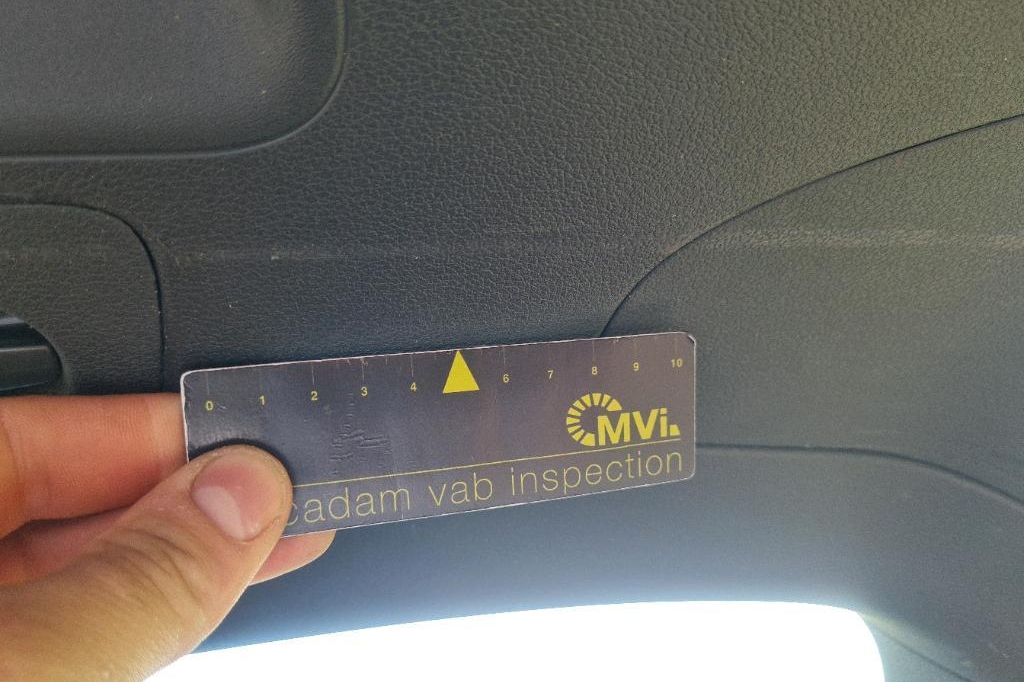 0 1 2 3 4 6 7 8 9 10
MVi.
cadam vab inspection